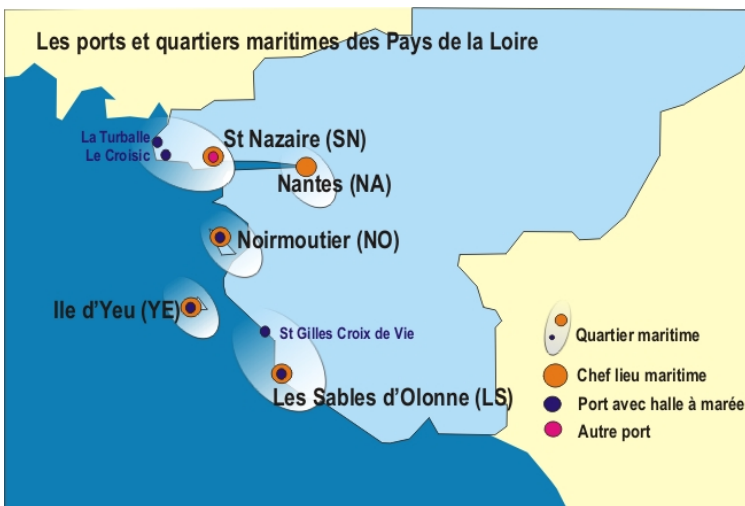 Les ports et quartiers maritimes des Pays de la Loire
La Turballe
Le Croisic
St Nazaire (SN)
Nantes (NA)
Noirmoutier (NO)
Ile d'Yeu (YE)
St Gilles Croix de Vie
Les Sables d'Olonne (LS)
Quartier maritime
Chef lieu maritime
Port avec halle à marée
Autre port